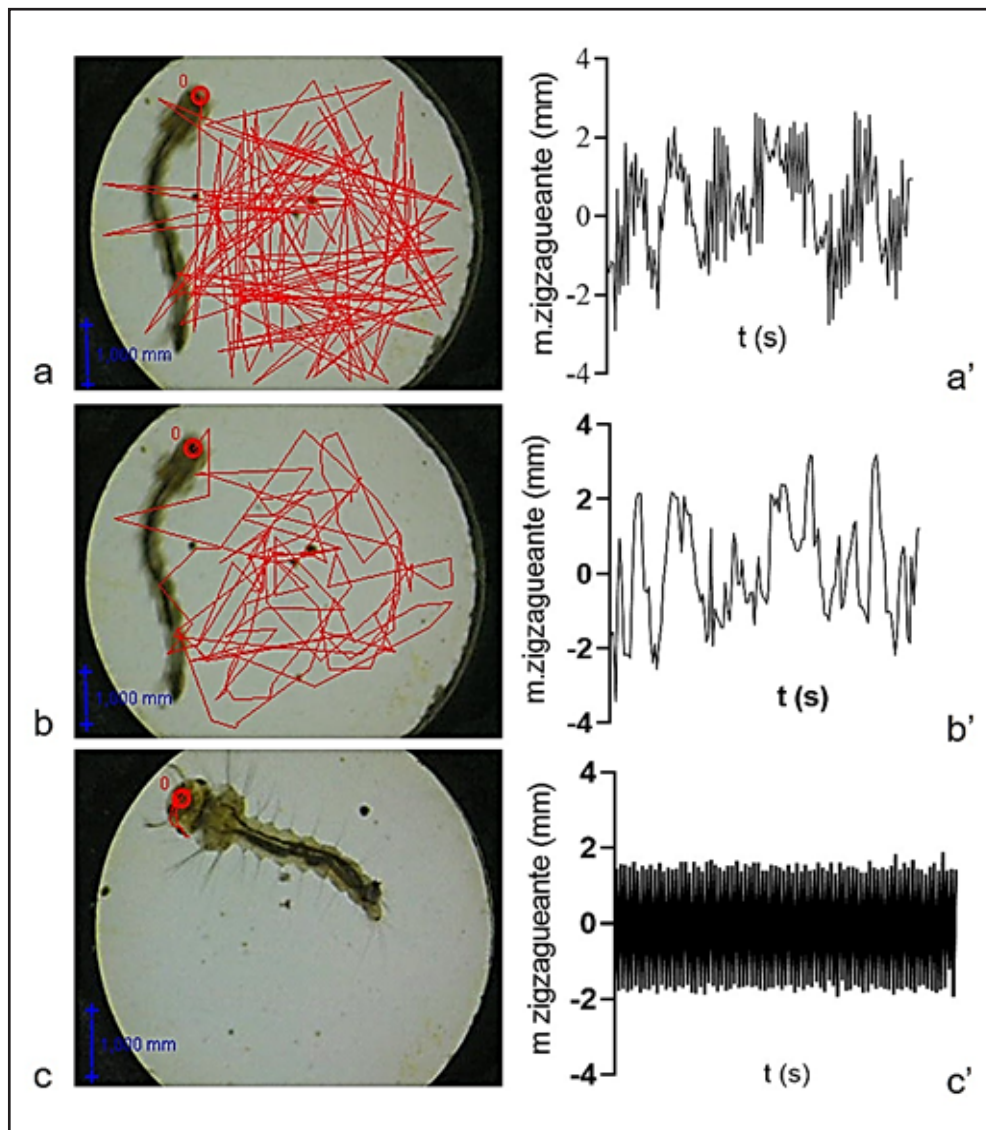 0
1,000 mm
a
m.zigzagueante (mm)
4
2
0
-2
-4
t (s)
a'
0
1,000 mm
b
m.zigzagueante (mm)
4
2
0
-2
-4
t (s)
b'
0
1,000 mm
c
m zigzagueante (mm)
4
2
0
-2
-4
t (s)
c'